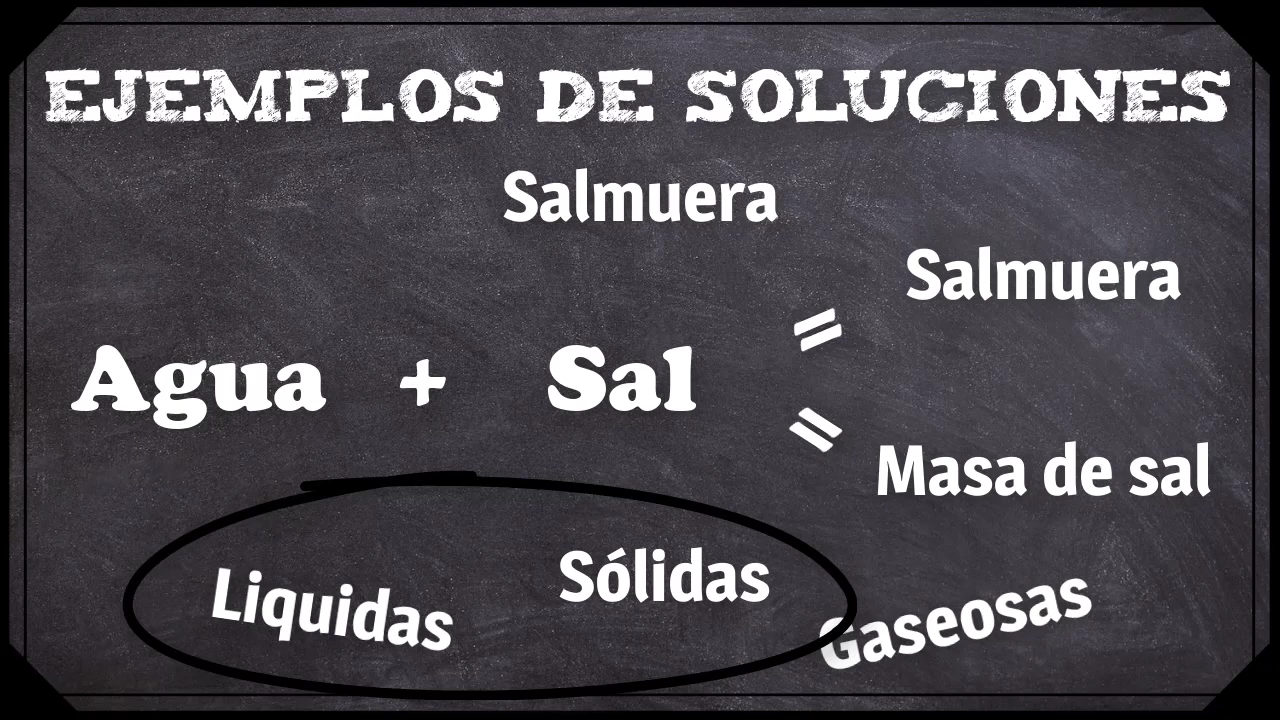 EJEMPLOS DE SOLUCIONES
Salmuera
Salmuera
=
Agua + Sal
=
Masa de sal
Liquidas Sólidas Gaseosas